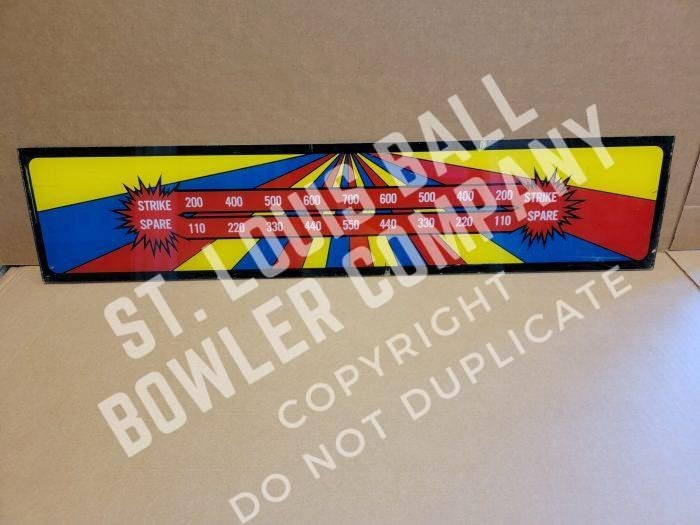 STRIKE 200 400 500 600 700 600 500 400 200 STRIKE
SPARE 110 220 330 440 550 440 330 220 110 SPARE
ST. LOUIS BALL
BOWLER COMPANY
COPYRIGHT
DO NOT DUPLICATE